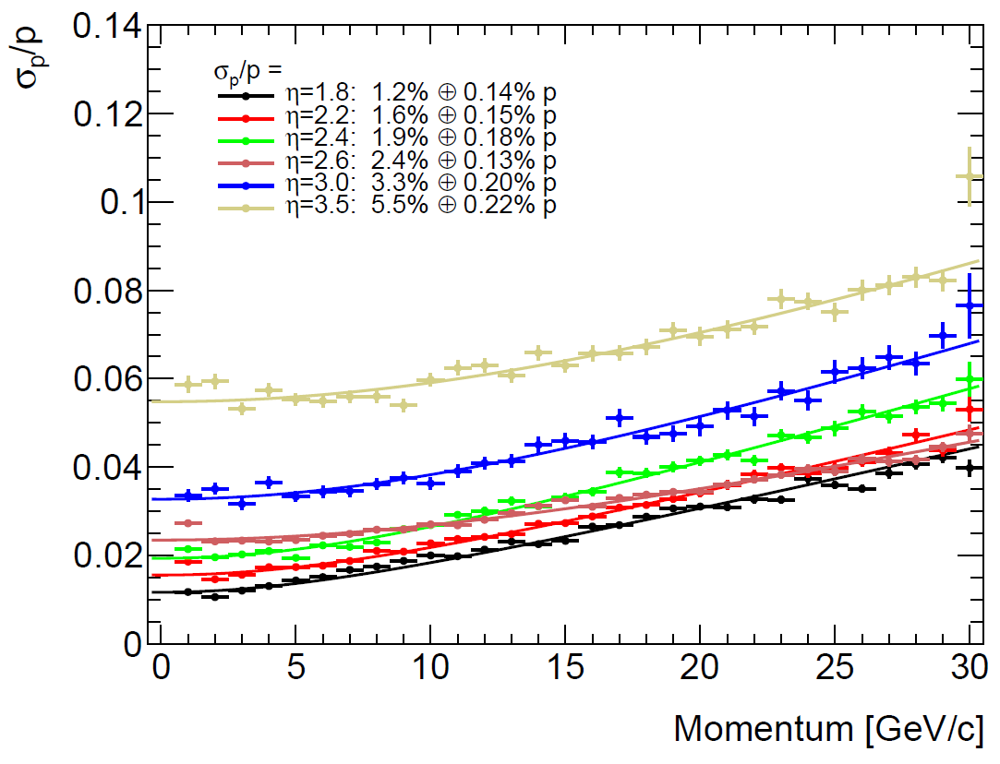 σp/p
0.14
0.12
0.1
0.08
0.06
0.04
0.02
0
σp/p =
η=1.8: 1.2% ⊕ 0.14% p
η=2.2: 1.6% ⊕ 0.15% p
η=2.4: 1.9% ⊕ 0.18% p
η=2.6: 2.4% ⊕ 0.13% p
η=3.0: 3.3% ⊕ 0.20% p
η=3.5: 5.5% ⊕ 0.22% p
0 5 10 15 20 25 30
Momentum [GeV/c]